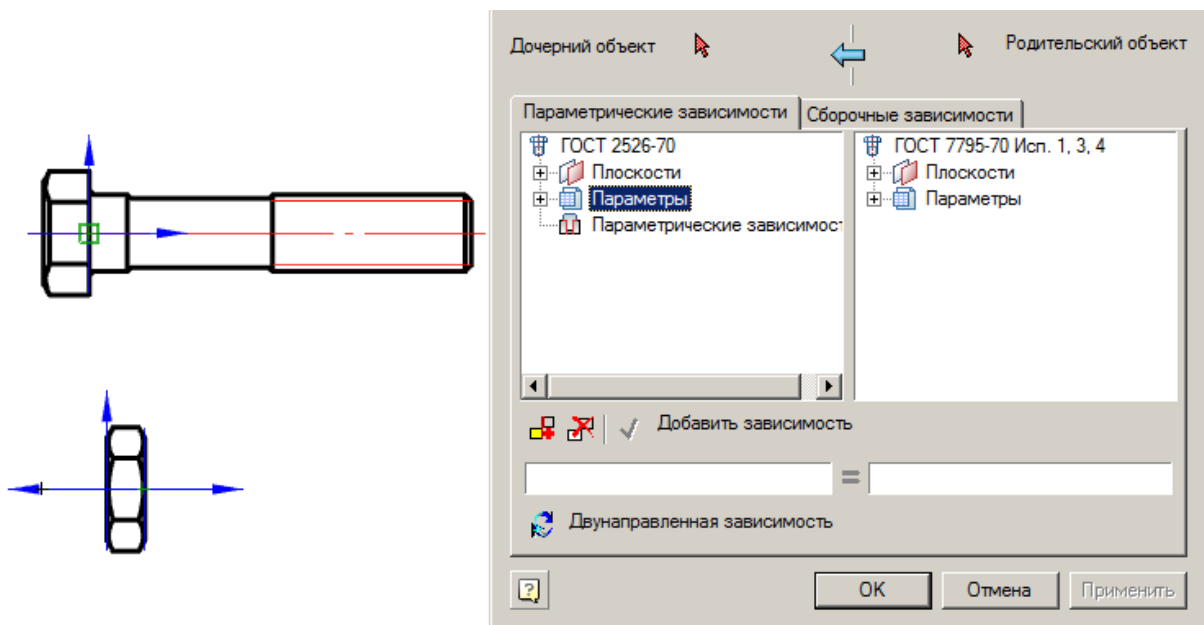 Дочерний объект
Родительский объект
Параметрические зависимости
Сборочные зависимости
ГОСТ 2526-70
Плоскости
Параметры
Параметрические зависимост
ГОСТ 7795-70 Исп. 1, 3, 4
Плоскости
Параметры
Добавить зависимость
=
Двунаправленная зависимость
?
OK
Отмена
Применить